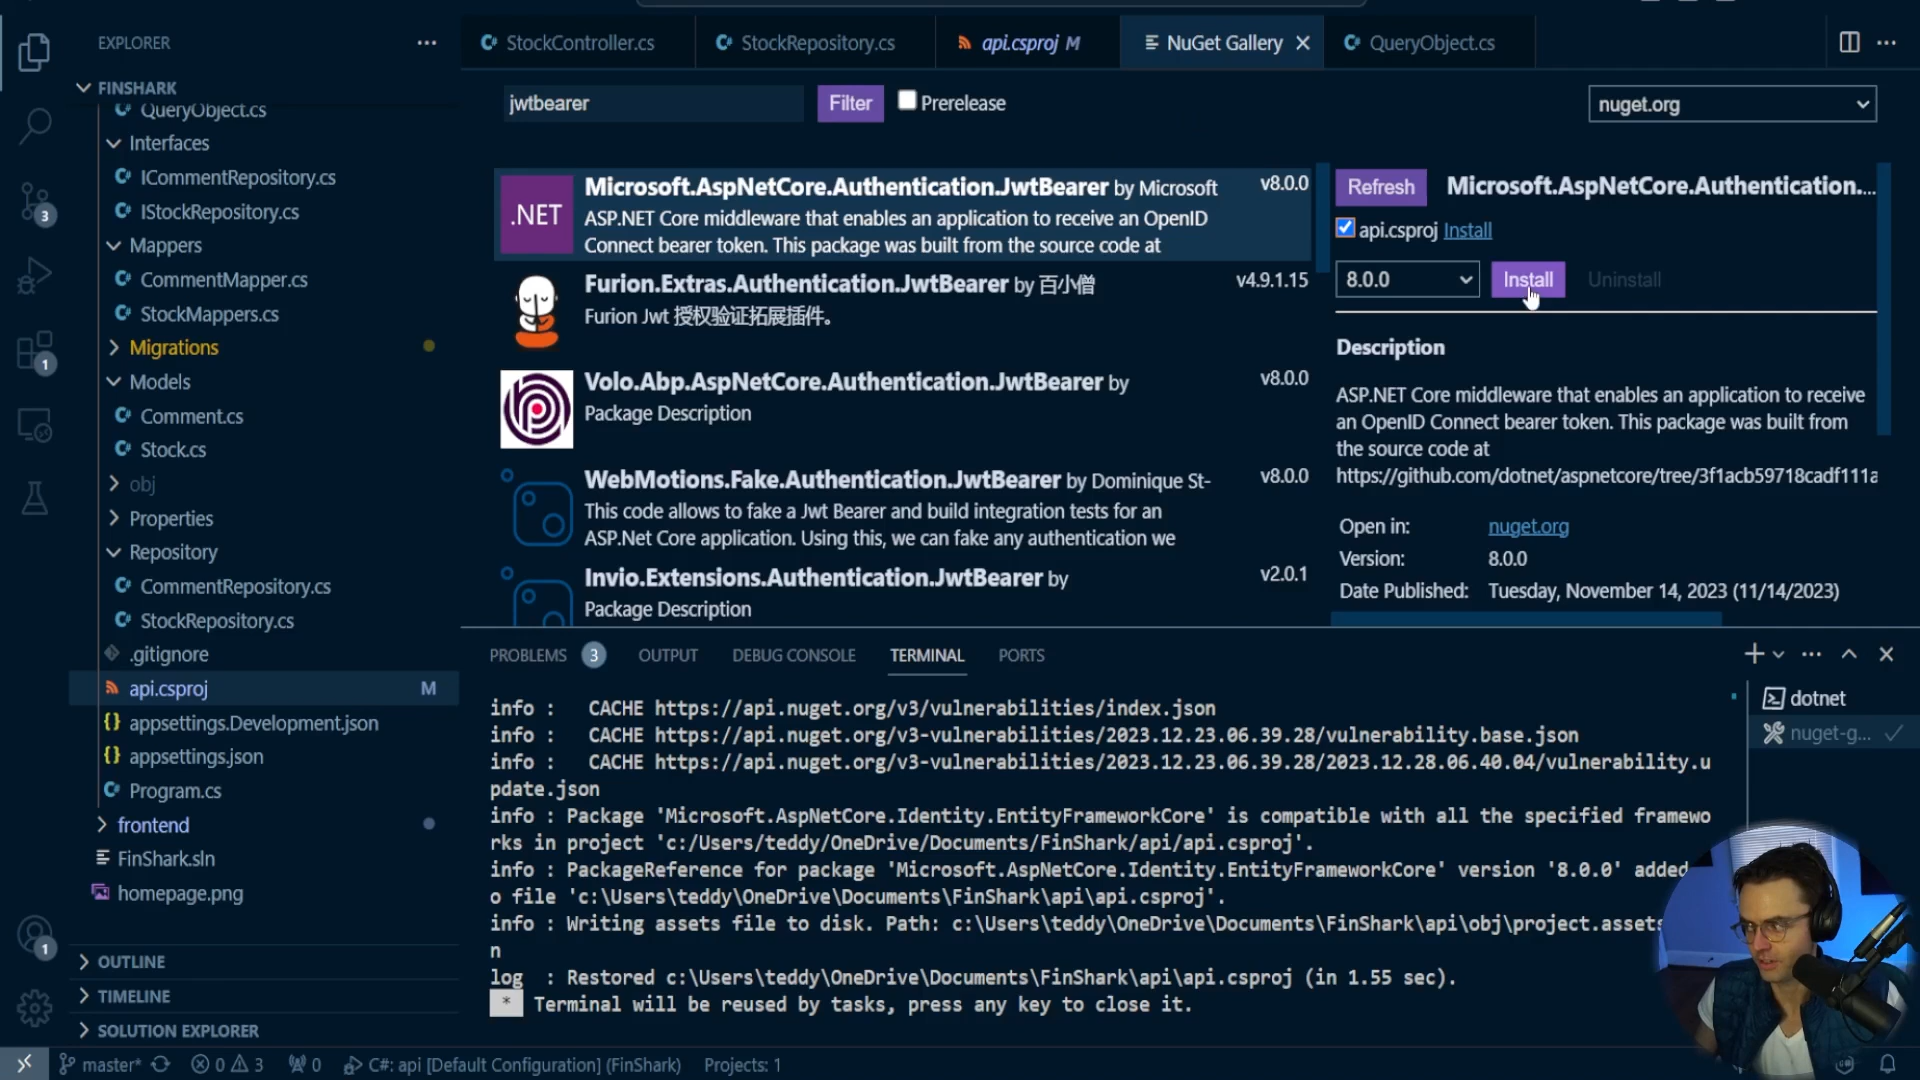 EXPLORER
FINSHARK
QueryObject.cs
Interfaces
ICommentRepository.cs
IStockRepository.cs
Mappers
CommentMapper.cs
StockMappers.cs
Migrations
Models
Comment.cs
Stock.cs
obj
Properties
Repository
CommentRepository.cs
StockRepository.cs
.gitignore
api.csproj M
appsettings.Development.json
appsettings.json
Program.cs
frontend
FinShark.sln
homepage.png
OUTLINE
TIMELINE
SOLUTION EXPLORER
3
1
1
StockController.cs StockRepository.cs api.csproj M NuGet Gallery QueryObject.cs
jwtbearer Filter Prerelease nuget.org
.NET
Microsoft.AspNetCore.Authentication.JwtBearer by Microsoft v8.0.0
ASP.NET Core middleware that enables an application to receive an OpenID
Connect bearer token. This package was built from the source code at
Furion.Extras.Authentication.JwtBearer by 百小僧 v4.9.1.15
Furion Jwt 授权验证拓展插件。
Volo.Abp.AspNetCore.Authentication.JwtBearer by v8.0.0
Package Description
WebMotions.Fake.Authentication.JwtBearer by Dominique St- v8.0.0
This code allows to fake a Jwt Bearer and build integration tests for an
ASP.Net Core application. Using this, we can fake any authentication we
Invio.Extensions.Authentication.JwtBearer by v2.0.1
Package Description
Refresh Microsoft.AspNetCore.Authentication....
api.csproj Install
8.0.0 Install Uninstall
Description
ASP.NET Core middleware that enables an application to receive
an OpenID Connect bearer token. This package was built from
the source code at
https://github.com/dotnet/aspnetcore/tree/3f1acb59718cadf111a
Open in: nuget.org
Version: 8.0.0
Date Published: Tuesday, November 14, 2023 (11/14/2023)
PROBLEMS 3 OUTPUT DEBUG CONSOLE TERMINAL PORTS
info : CACHE https://api.nuget.org/v3/vulnerabilities/index.json
info : CACHE https://api.nuget.org/v3-vulnerabilities/2023.12.23.06.39.28/vulnerability.base.json
info : CACHE https://api.nuget.org/v3-vulnerabilities/2023.12.23.06.39.28/2023.12.28.06.40.04/vulnerability.u
pdate.json
info : Package 'Microsoft.AspNetCore.Identity.EntityFrameworkCore' is compatible with all the specified framewo
rks in project 'c:/Users/teddy/OneDrive/Documents/FinShark/api/api.csproj'.
info : PackageReference for package 'Microsoft.AspNetCore.Identity.EntityFrameworkCore' version '8.0.0' added
o file 'c:\Users\teddy\OneDrive\Documents\FinShark\api\api.csproj'.
info : Writing assets file to disk. Path: c:\Users\teddy\OneDrive\Documents\FinShark\api\obj\project.assets
n
log : Restored c:\Users\teddy\OneDrive\Documents\FinShark\api\api.csproj (in 1.55 sec).
* Terminal will be reused by tasks, press any key to close it.
dotnet
nuget-g...
master* 0 3 0 C#: api [Default Configuration] (FinShark) Projects: 1